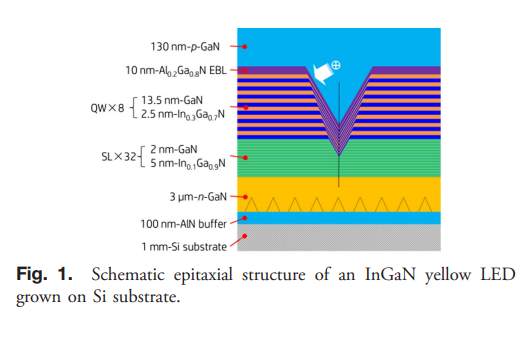 130 nm-p-GaN
10 nm-Al0.2Ga0.8N EBL
QW×8 { 13.5 nm-GaN
2.5 nm-In0.3Ga0.7N
SL×32 { 2 nm-GaN
5 nm-In0.1Ga0.9N
3 μm-n-GaN
100 nm-AlN buffer
1 mm-Si substrate
⊕
Fig. 1. Schematic epitaxial structure of an InGaN yellow LED
grown on Si substrate.